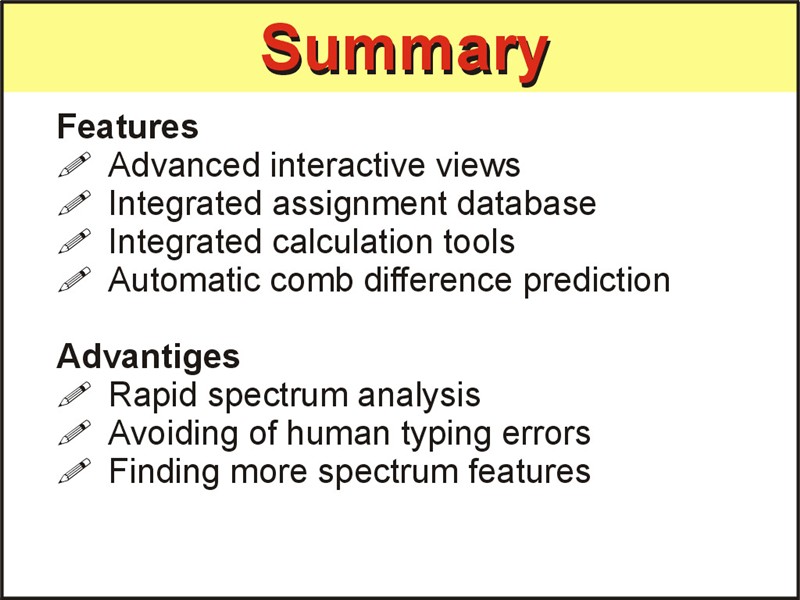 Summary
Features
Advanced interactive views
Integrated assignment database
Integrated calculation tools
Automatic comb difference prediction
Advantiges
Rapid spectrum analysis
Avoiding of human typing errors
Finding more spectrum features